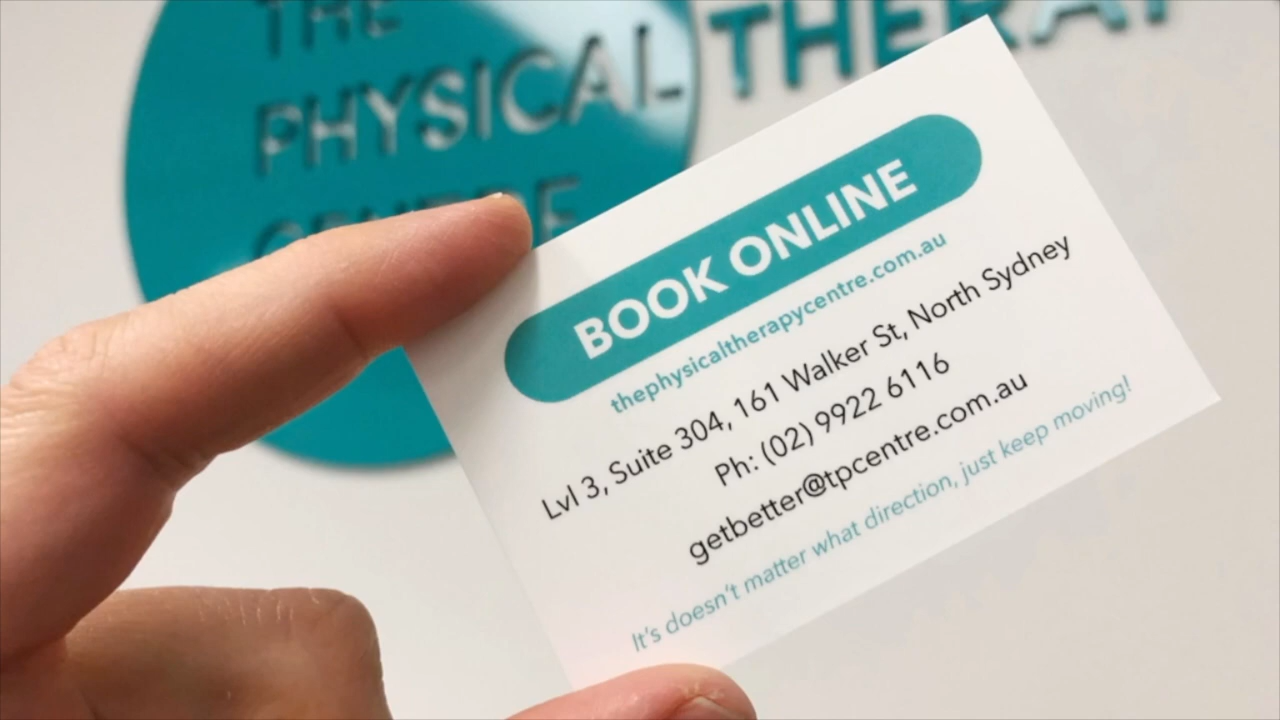 THE
PHYSICAL THERAPY
CENTRE
BOOK ONLINE
thephysicaltherapycentre.com.au
Lvl 3, Suite 304, 161 Walker St, North Sydney
Ph: (02) 9922 6116
getbetter@tpcentre.com.au
It's doesn't matter what direction, just keep moving!